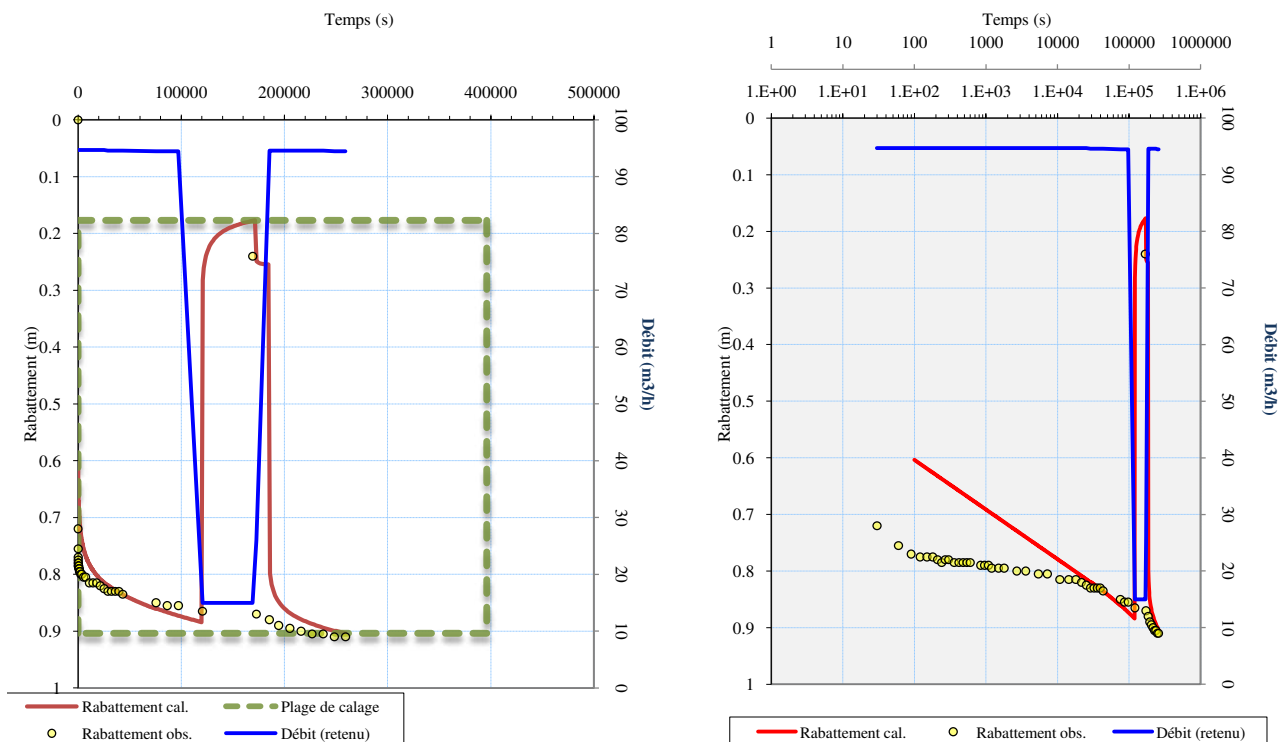 Temps (s)
0 100000 200000 300000 400000 500000
0
0.1
0.2
0.3
0.4
0.5
0.6
0.7
0.8
0.9
1
Rabattement (m)
100
90
80
70
60
50
40
30
20
10
0
Débit (m3/h)
Rabattement cal.
Plage de calage
Rabattement obs.
Débit (retenu)
Temps (s)
1 10 100 1000 10000 100000 1000000
1.E+00 1.E+01 1.E+02 1.E+03 1.E+04 1.E+05 1.E+06
0
0.1
0.2
0.3
0.4
0.5
0.6
0.7
0.8
0.9
1
Rabattement (m)
100
90
80
70
60
50
40
30
20
10
0
Débit (m3/h)
Rabattement cal.
Rabattement obs.
Débit (retenu)